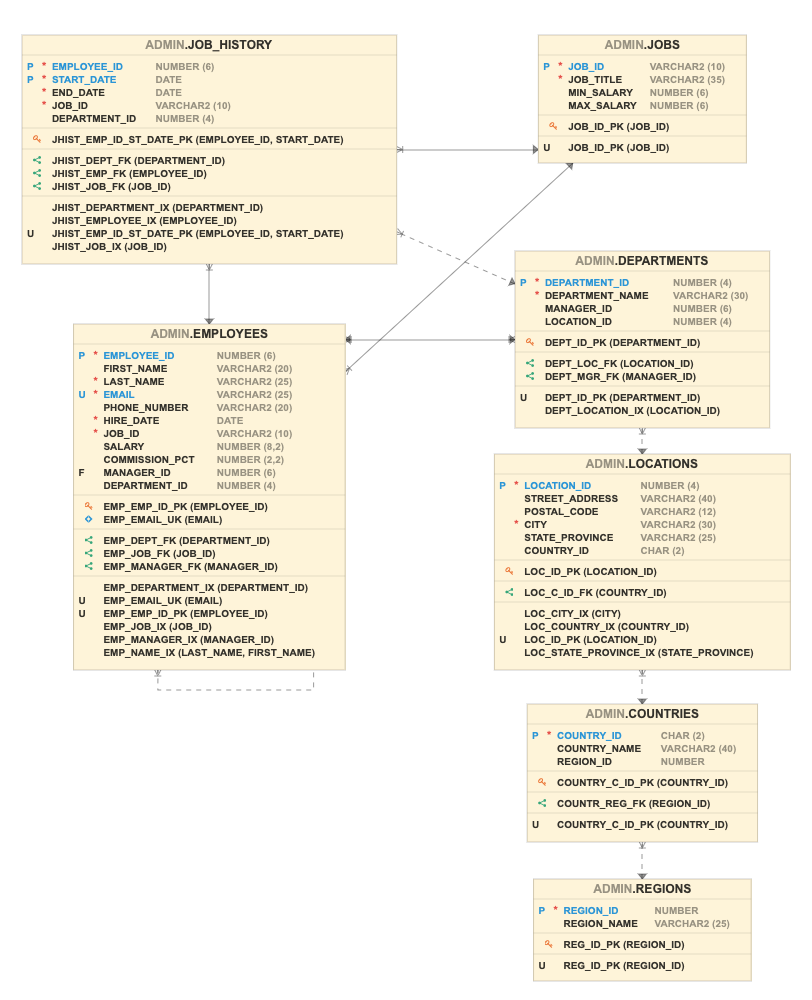 ADMIN.JOB_HISTORY
P * EMPLOYEE_ID NUMBER (6)
P * START_DATE DATE
* END_DATE DATE
* JOB_ID VARCHAR2 (10)
DEPARTMENT_ID NUMBER (4)
JHIST_EMP_ID_ST_DATE_PK (EMPLOYEE_ID, START_DATE)
JHIST_DEPT_FK (DEPARTMENT_ID)
JHIST_EMP_FK (EMPLOYEE_ID)
JHIST_JOB_FK (JOB_ID)
JHIST_DEPARTMENT_IX (DEPARTMENT_ID)
JHIST_EMPLOYEE_IX (EMPLOYEE_ID)
U JHIST_EMP_ID_ST_DATE_PK (EMPLOYEE_ID, START_DATE)
JHIST_JOB_IX (JOB_ID)
ADMIN.JOBS
P * JOB_ID VARCHAR2 (10)
* JOB_TITLE VARCHAR2 (35)
MIN_SALARY NUMBER (6)
MAX_SALARY NUMBER (6)
JOB_ID_PK (JOB_ID)
U JOB_ID_PK (JOB_ID)
ADMIN.DEPARTMENTS
P * DEPARTMENT_ID NUMBER (4)
* DEPARTMENT_NAME VARCHAR2 (30)
MANAGER_ID NUMBER (6)
LOCATION_ID NUMBER (4)
DEPT_ID_PK (DEPARTMENT_ID)
DEPT_LOC_FK (LOCATION_ID)
DEPT_MGR_FK (MANAGER_ID)
U DEPT_ID_PK (DEPARTMENT_ID)
DEPT_LOCATION_IX (LOCATION_ID)
ADMIN.EMPLOYEES
P * EMPLOYEE_ID NUMBER (6)
FIRST_NAME VARCHAR2 (20)
* LAST_NAME VARCHAR2 (25)
U * EMAIL VARCHAR2 (25)
PHONE_NUMBER VARCHAR2 (20)
* HIRE_DATE DATE
* JOB_ID VARCHAR2 (10)
SALARY NUMBER (8,2)
COMMISSION_PCT NUMBER (2,2)
F MANAGER_ID NUMBER (6)
DEPARTMENT_ID NUMBER (4)
EMP_EMP_ID_PK (EMPLOYEE_ID)
EMP_EMAIL_UK (EMAIL)
EMP_DEPT_FK (DEPARTMENT_ID)
EMP_JOB_FK (JOB_ID)
EMP_MANAGER_FK (MANAGER_ID)
EMP_DEPARTMENT_IX (DEPARTMENT_ID)
U EMP_EMAIL_UK (EMAIL)
U EMP_EMP_ID_PK (EMPLOYEE_ID)
EMP_JOB_IX (JOB_ID)
EMP_MANAGER_IX (MANAGER_ID)
EMP_NAME_IX (LAST_NAME, FIRST_NAME)
ADMIN.LOCATIONS
P * LOCATION_ID NUMBER (4)
STREET_ADDRESS VARCHAR2 (40)
POSTAL_CODE VARCHAR2 (12)
* CITY VARCHAR2 (30)
STATE_PROVINCE VARCHAR2 (25)
COUNTRY_ID CHAR (2)
LOC_ID_PK (LOCATION_ID)
LOC_C_ID_FK (COUNTRY_ID)
LOC_CITY_IX (CITY)
LOC_COUNTRY_IX (COUNTRY_ID)
U LOC_ID_PK (LOCATION_ID)
LOC_STATE_PROVINCE_IX (STATE_PROVINCE)
ADMIN.COUNTRIES
P * COUNTRY_ID CHAR (2)
COUNTRY_NAME VARCHAR2 (40)
REGION_ID NUMBER
COUNTRY_C_ID_PK (COUNTRY_ID)
COUNTR_REG_FK (REGION_ID)
U COUNTRY_C_ID_PK (COUNTRY_ID)
ADMIN.REGIONS
P * REGION_ID NUMBER
REGION_NAME VARCHAR2 (25)
REG_ID_PK (REGION_ID)
U REG_ID_PK (REGION_ID)